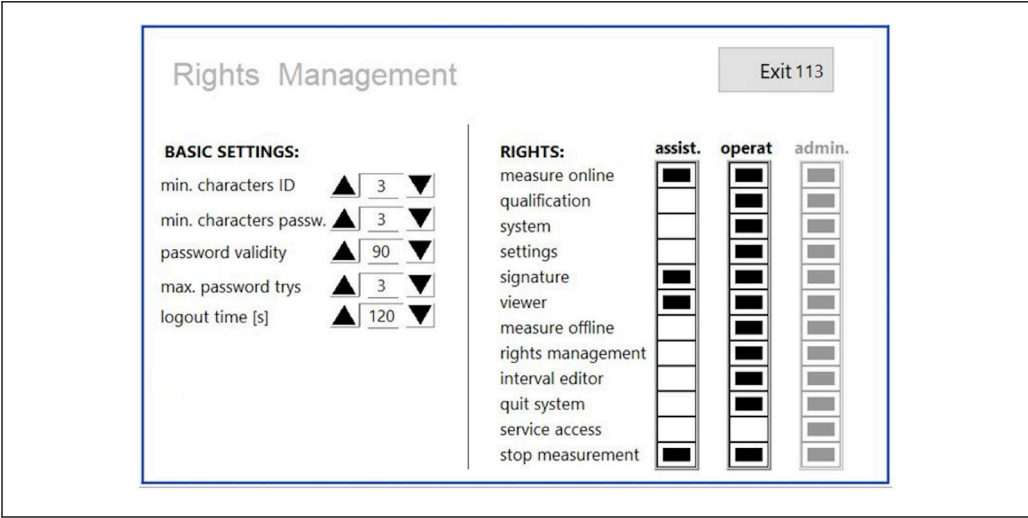 Rights Management
Exit 113
BASIC SETTINGS:
min. characters ID 3
min. characters passw. 3
password validity 90
max. password trys 3
logout time [s] 120
RIGHTS: assist. operat admin.
measure online
qualification
system
settings
signature
viewer
measure offline
rights management
interval editor
quit system
service access
stop measurement